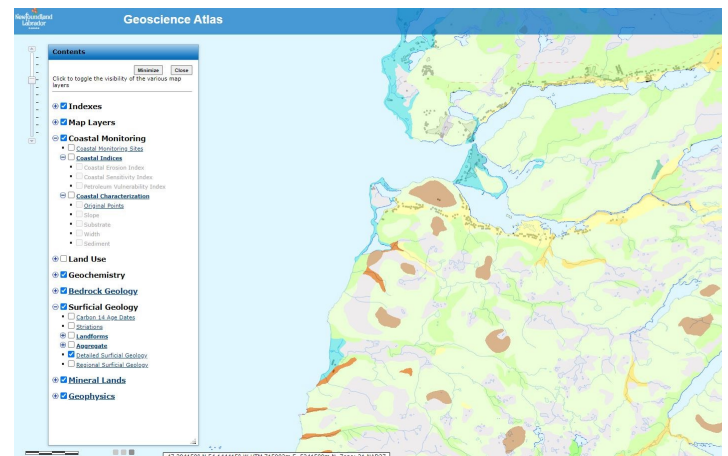 Newfoundland
Labrador
Geoscience Atlas
Contents
Minimize Close
Click to toggle the visibility of the various map
layers
Indexes
Map Layers
Coastal Monitoring
Coastal Monitoring Sites
Coastal Indices
Coastal Erosion Index
Coastal Sensitivity Index
Petroleum Vulnerability Index
Coastal Characterization
Original Points
Slope
Substrate
Width
Sediment
Land Use
Geochemistry
Bedrock Geology
Surficial Geology
Carbon 14 Age Dates
Striations
Landforms
Aggregate
Detailed Surficial Geology
Regional Surficial Geology
Mineral Lands
Geophysics